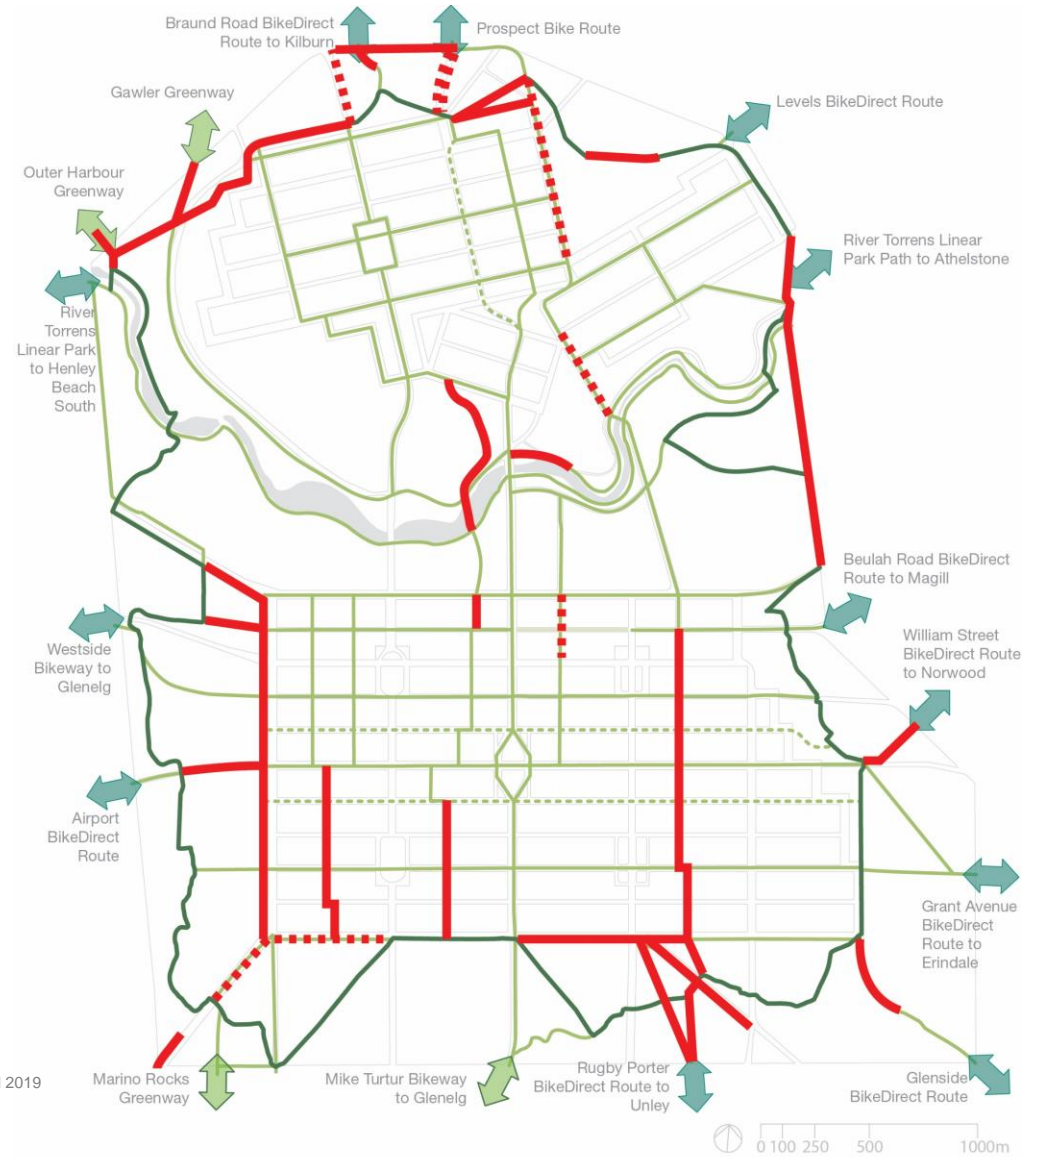 Braund Road BikeDirect
Route to Kilburn
Prospect Bike Route
Gawler Greenway
Levels BikeDirect Route
Outer Harbour
Greenway
River Torrens Linear
Park Path to Athelstone
River
Torrens
Linear Park
to Henley
Beach
South
Beulah Road BikeDirect
Route to Magill
William Street
BikeDirect Route
to Norwood
Westside
Bikeway to
Glenelg
Airport
BikeDirect
Route
Grant Avenue
BikeDirect
Route to
Erindale
2019
Marino Rocks
Greenway
Mike Turtur Bikeway
to Glenelg
Rugby Porter
BikeDirect Route to
Unley
Glenside
BikeDirect Route
0 100 250 500 1000m